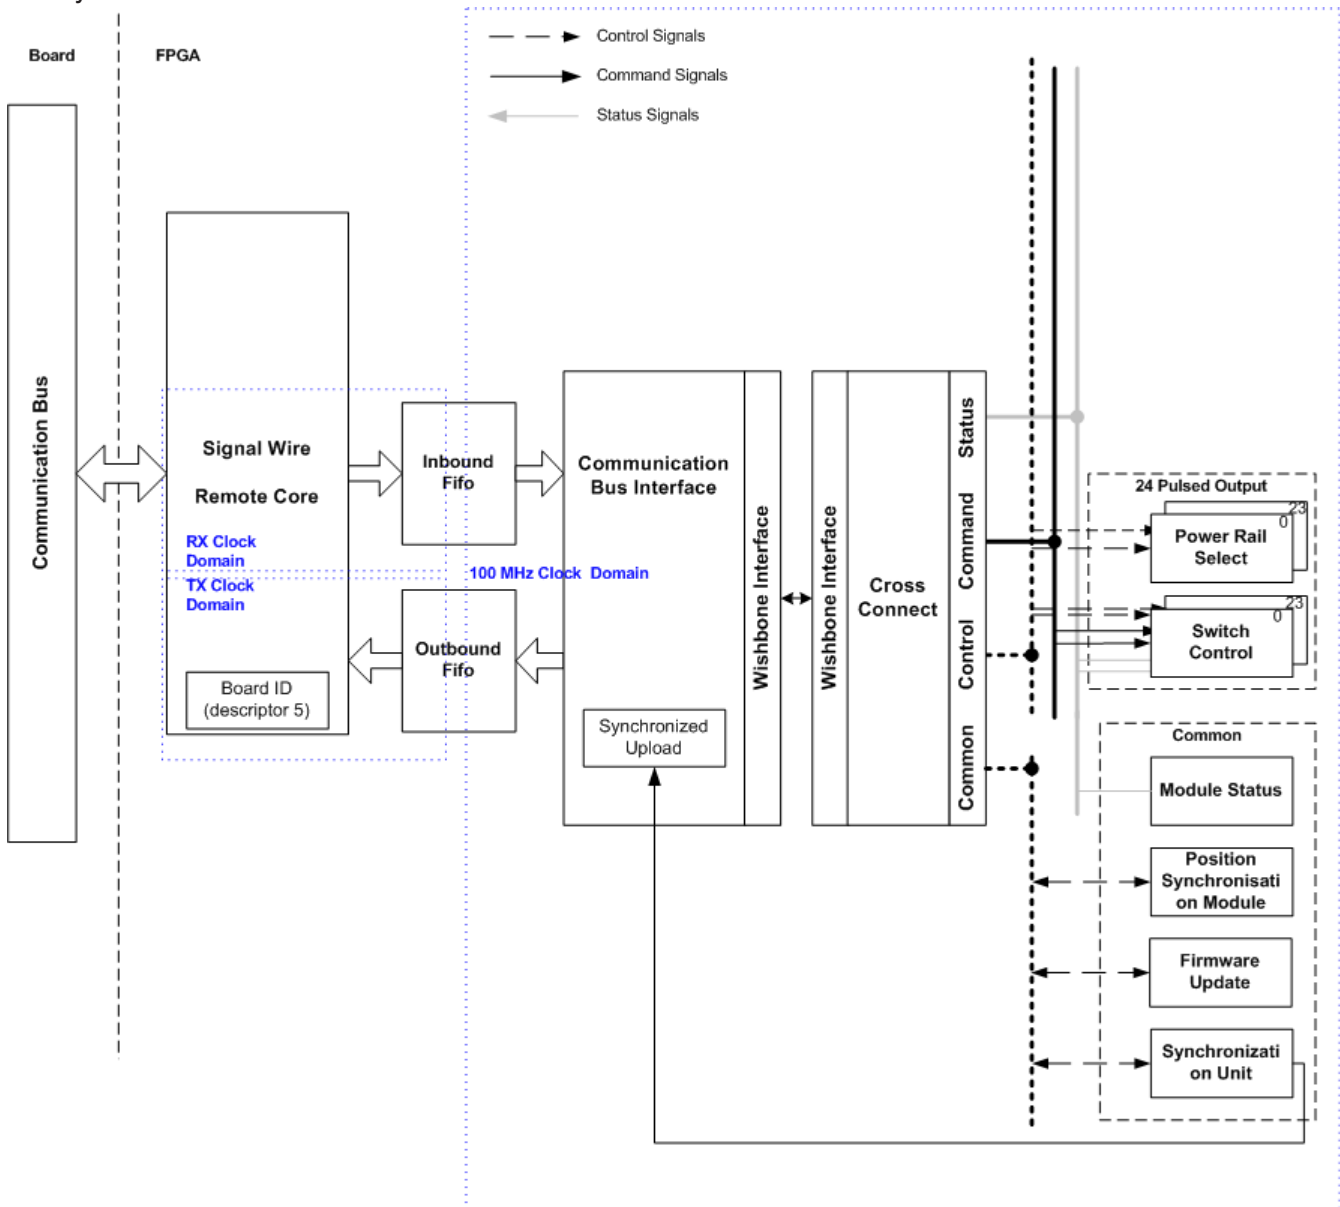 Board
FPGA
Control Signals
Command Signals
Status Signals
Communication Bus
Signal Wire
Remote Core
RX Clock
Domain
TX Clock
Domain
Board ID
(descriptor 5)
Inbound
Fifo
Outbound
Fifo
100 MHz Clock Domain
Communication
Bus Interface
Synchronized
Upload
Wishbone Interface
Wishbone Interface
Cross
Connect
Status
Command
Control
Common
24 Pulsed Output
23
0
Power Rail
Select
23
0
Switch
Control
Common
Module Status
Position
Synchronisati
on Module
Firmware
Update
Synchronizati
on Unit